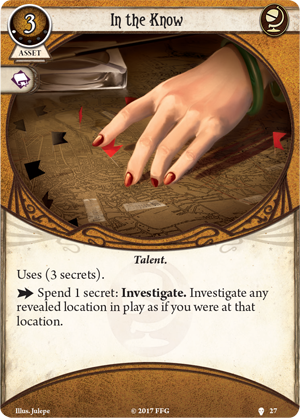 In the Know
3
ASSET
Talent.
Uses (3 secrets).
Spend 1 secret: Investigate. Investigate any
revealed location in play as if you were at that
location.
Illus. Julepe
© 2017 FFG
27